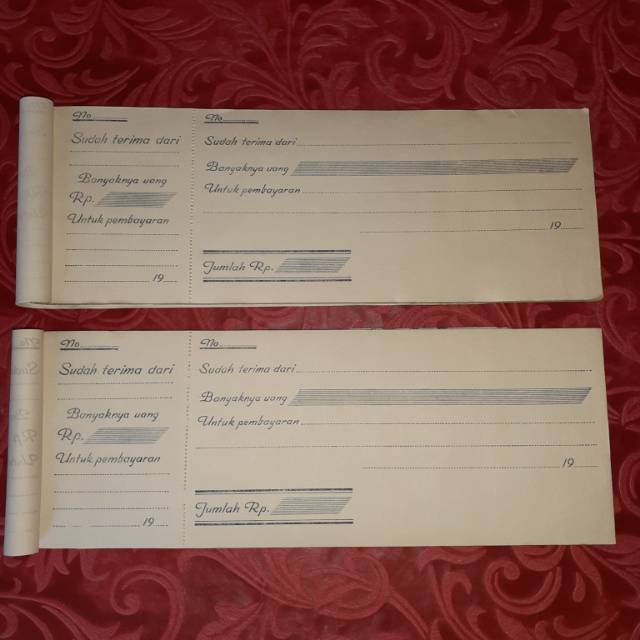 No
Sudah terima dari
Banyaknya uang
Rp.
Untuk pembayaran
19
No
Sudah terima dari
Banyaknya uang
Untuk pembayaran
19
Jumlah Rp.
No
Sudah terima dari
Banyaknya uang
Rp.
Untuk pembayaran
19
No
Sudah terima dari
Banyaknya uang
Untuk pembayaran
19
Jumlah Rp.